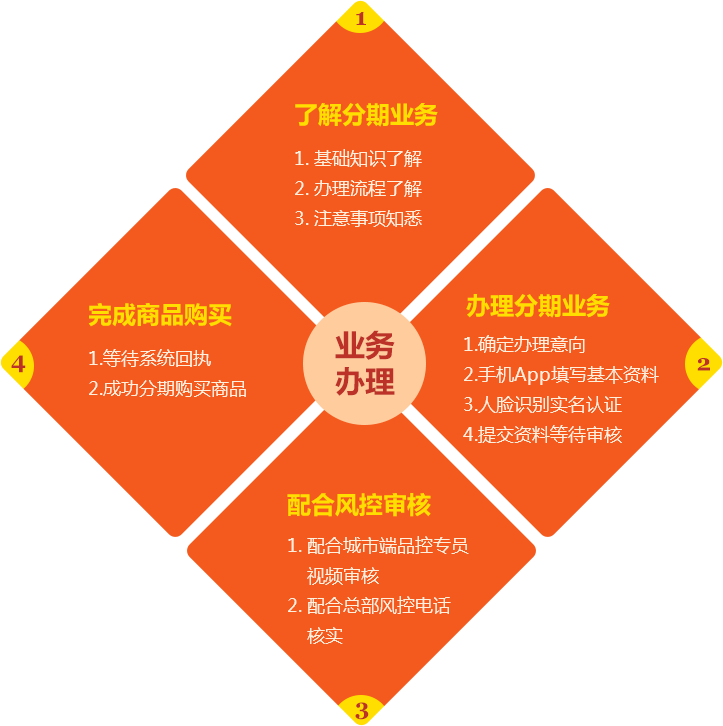 1
了解分期业务
1. 基础知识了解
2. 办理流程了解
3. 注意事项知悉
2
办理分期业务
1.确定办理意向
2.手机App填写基本资料
3.人脸识别实名认证
4.提交资料等待审核
3
配合风控审核
1. 配合城市端品控专员
视频审核
2. 配合总部风控电话
核实
4
完成商品购买
1.等待系统回执
2.成功分期购买商品
业务
办理